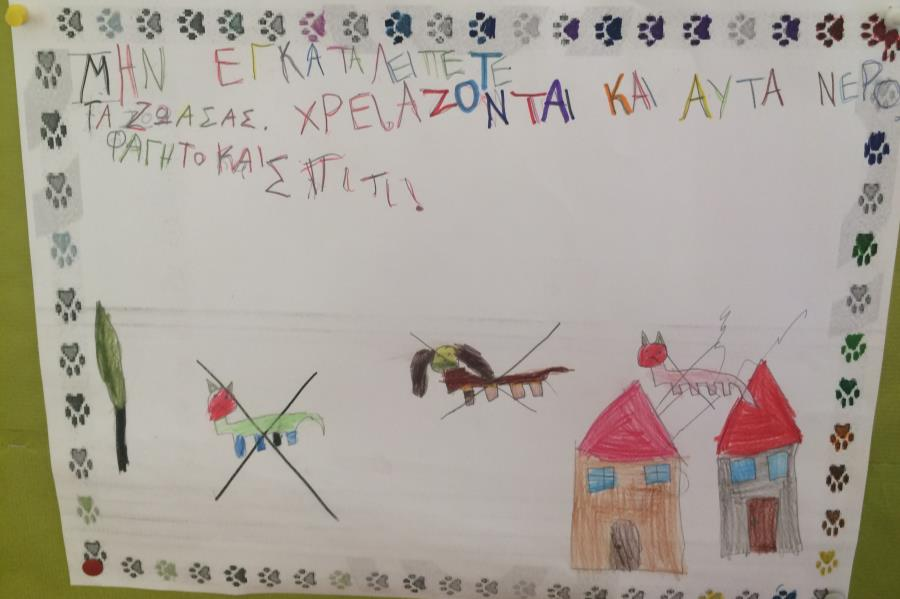 ΜΗΝ ΕΓΚΑΤΑΛΕΙΠΕΤΕ
ΤΑ ΖΩΑ ΣΑΣ. ΧΡΕΙΑΖΟΝΤΑΙ ΚΑΙ ΑΥΤΑ ΝΕΡΟ
ΦΑΓΗΤΟ ΚΑΙ ΣΠΙΤΙ!